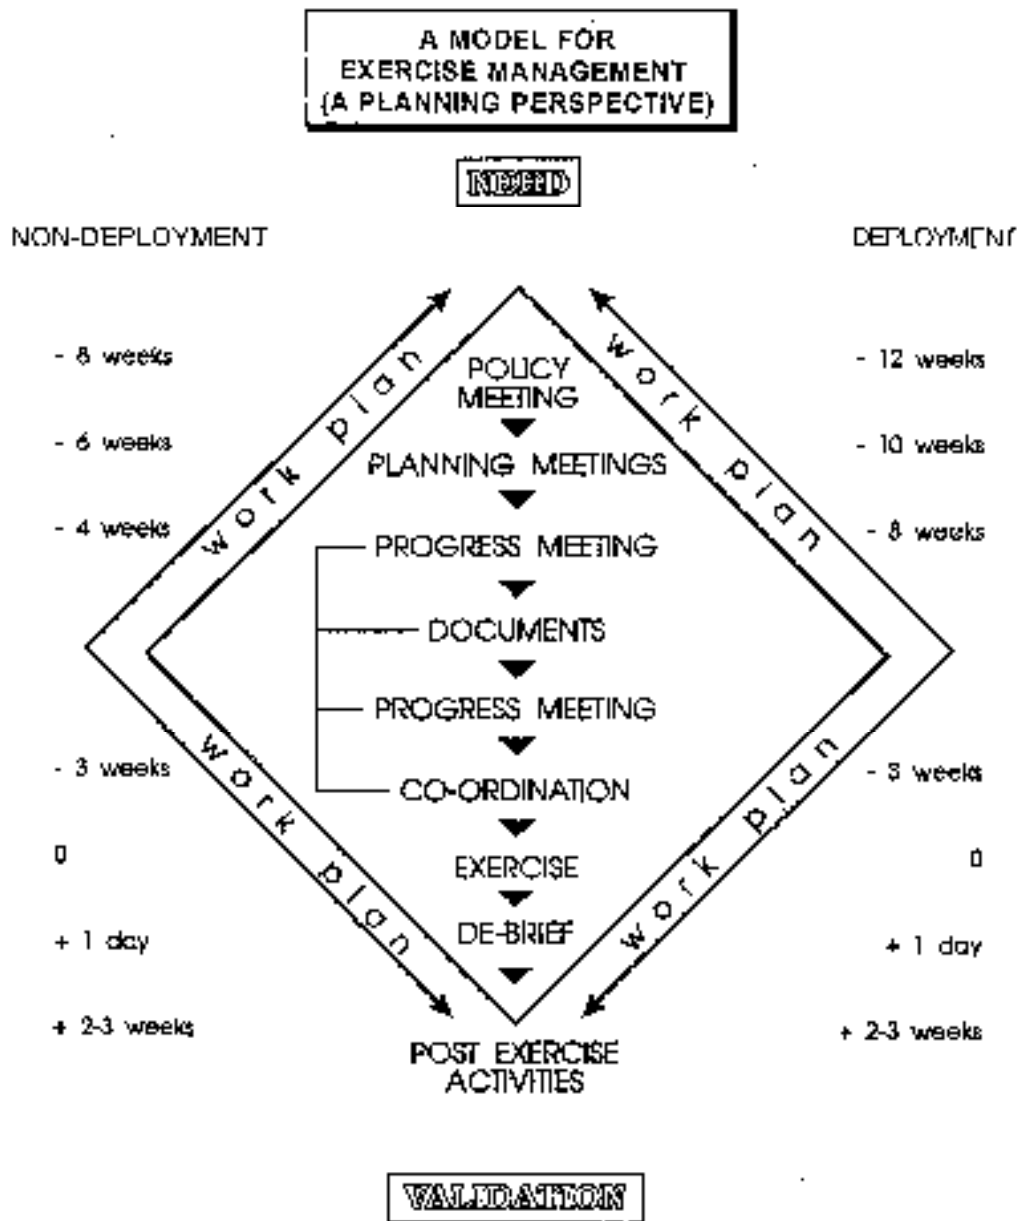 A MODEL FOR
EXERCISE MANAGEMENT
(A PLANNING PERSPECTIVE)
NEED
NON-DEPLOYMENT
DEPLOYMENT
- 8 weeks
work plan
POLICY
MEETING
work plan
- 12 weeks
- 6 weeks
PLANNING MEETINGS
- 10 weeks
- 4 weeks
PROGRESS MEETING
- 8 weeks
DOCUMENTS
PROGRESS MEETING
- 3 weeks
work plan
CO-ORDINATION
work plan
- 3 weeks
0
EXERCISE
0
+ 1 day
DE-BRIEF
+ 1 day
+ 2-3 weeks
POST EXERCISE
ACTIVITIES
+ 2-3 weeks
VALIDATION